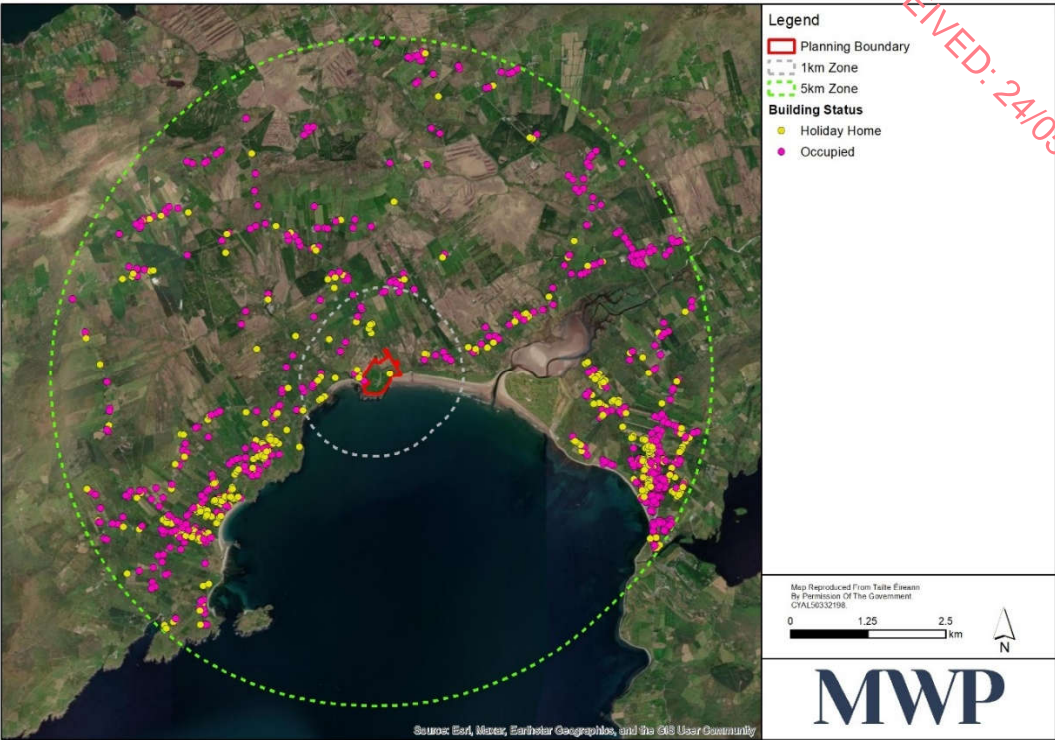 Legend
Planning Boundary
1km Zone
5km Zone
Building Status
Holiday Home
Occupied
Map Reproduced From Tailte Éireann
By Permission Of The Government
CYAL50332198.
0 1.25 2.5
km
N
MWP
Source: Esri, Maxar, Earthstar Geographics, and the GIS User Community